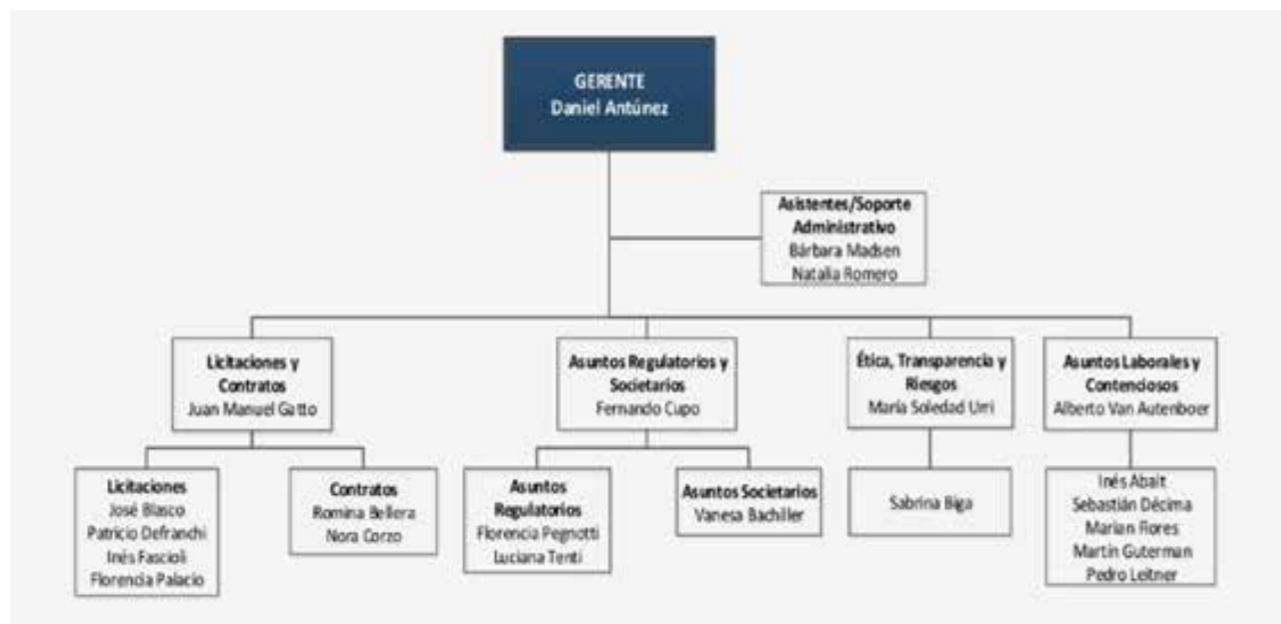 GERENTE
Daniel Antúnez
Asistentes/Soporte
Administrativo
Bárbara Madsen
Natalia Romero
Licitaciones y
Contratos
Juan Manuel Gatto
Asuntos Regulatorios y
Societarios
Fernando Cupo
Ética, Transparencia y
Riesgos
María Soledad Urri
Asuntos Laborales y
Contenciosos
Alberto Van Autenboer
Licitaciones
José Blasco
Patricio Defranchi
Inés Fascioli
Florencia Palacio
Contratos
Romina Bellera
Nora Corzo
Asuntos
Regulatorios
Florencia Pegnotti
Luciana Tenti
Asuntos Societarios
Vanesa Bachiller
Sabrina Biga
Inés Abait
Sebastián Décima
Marian Flores
Martín Guterman
Pedro Leitner